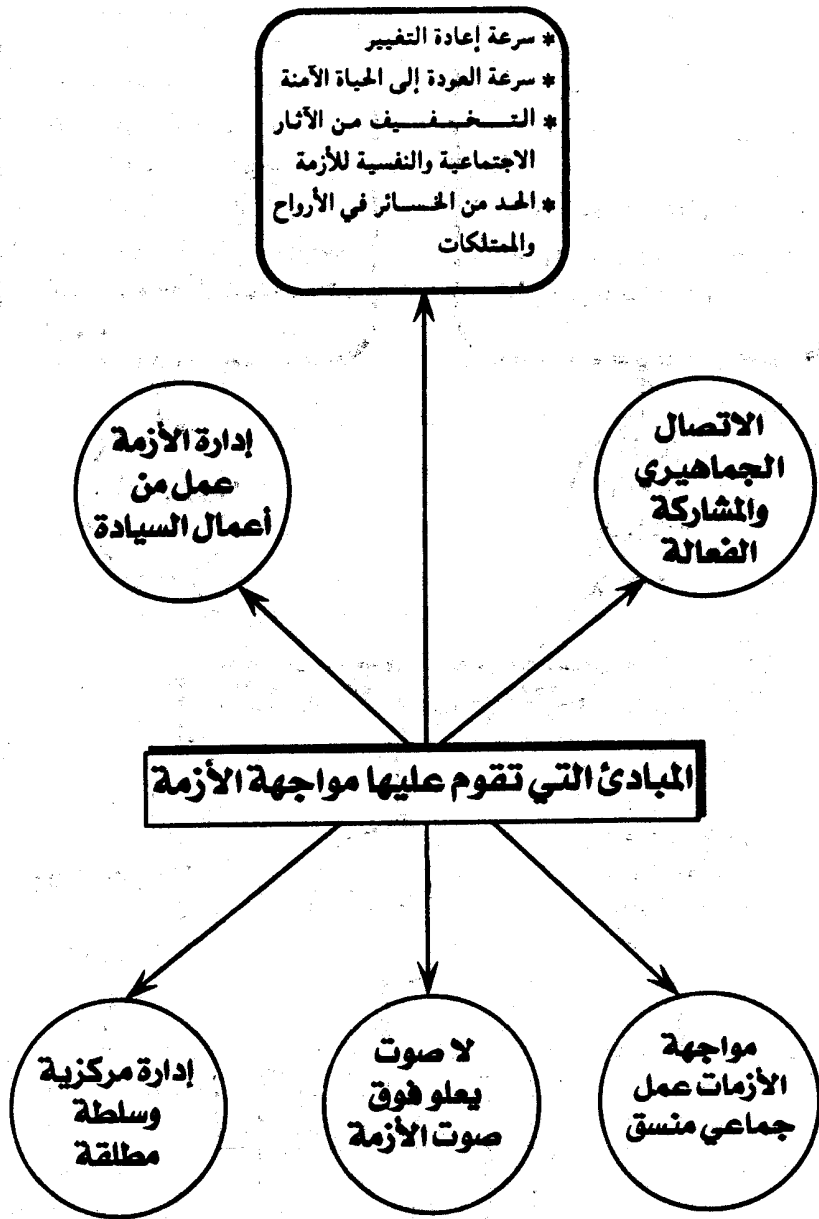 * سرعة إعادة التغيير
* سرعة العودة إلى الحياة الآمنة
* التـخـفـيـف من الآثار
الاجتماعية والنفسية للأزمة
* الحد من الخسائر في الأرواح
والممتلكات
الاتصال
الجماهيري
والمشاركة
الفعالة
إدارة الأزمة
عمل من
أعمال السيادة
المبادئ التي تقوم عليها مواجهة الأزمة
مواجهة
الأزمات عمل
جماعي منسق
لا صوت
يعلو فوق
صوت الأزمة
إدارة مركزية
وسلطة
مطلقة